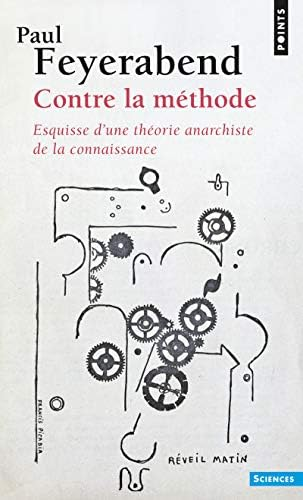 POINTS
Paul
Feyerabend
Contre la méthode
Esquisse d'une théorie anarchiste
de la connaissance
FRANCIS PICABIA
RÉVEIL MATIN
Sciences